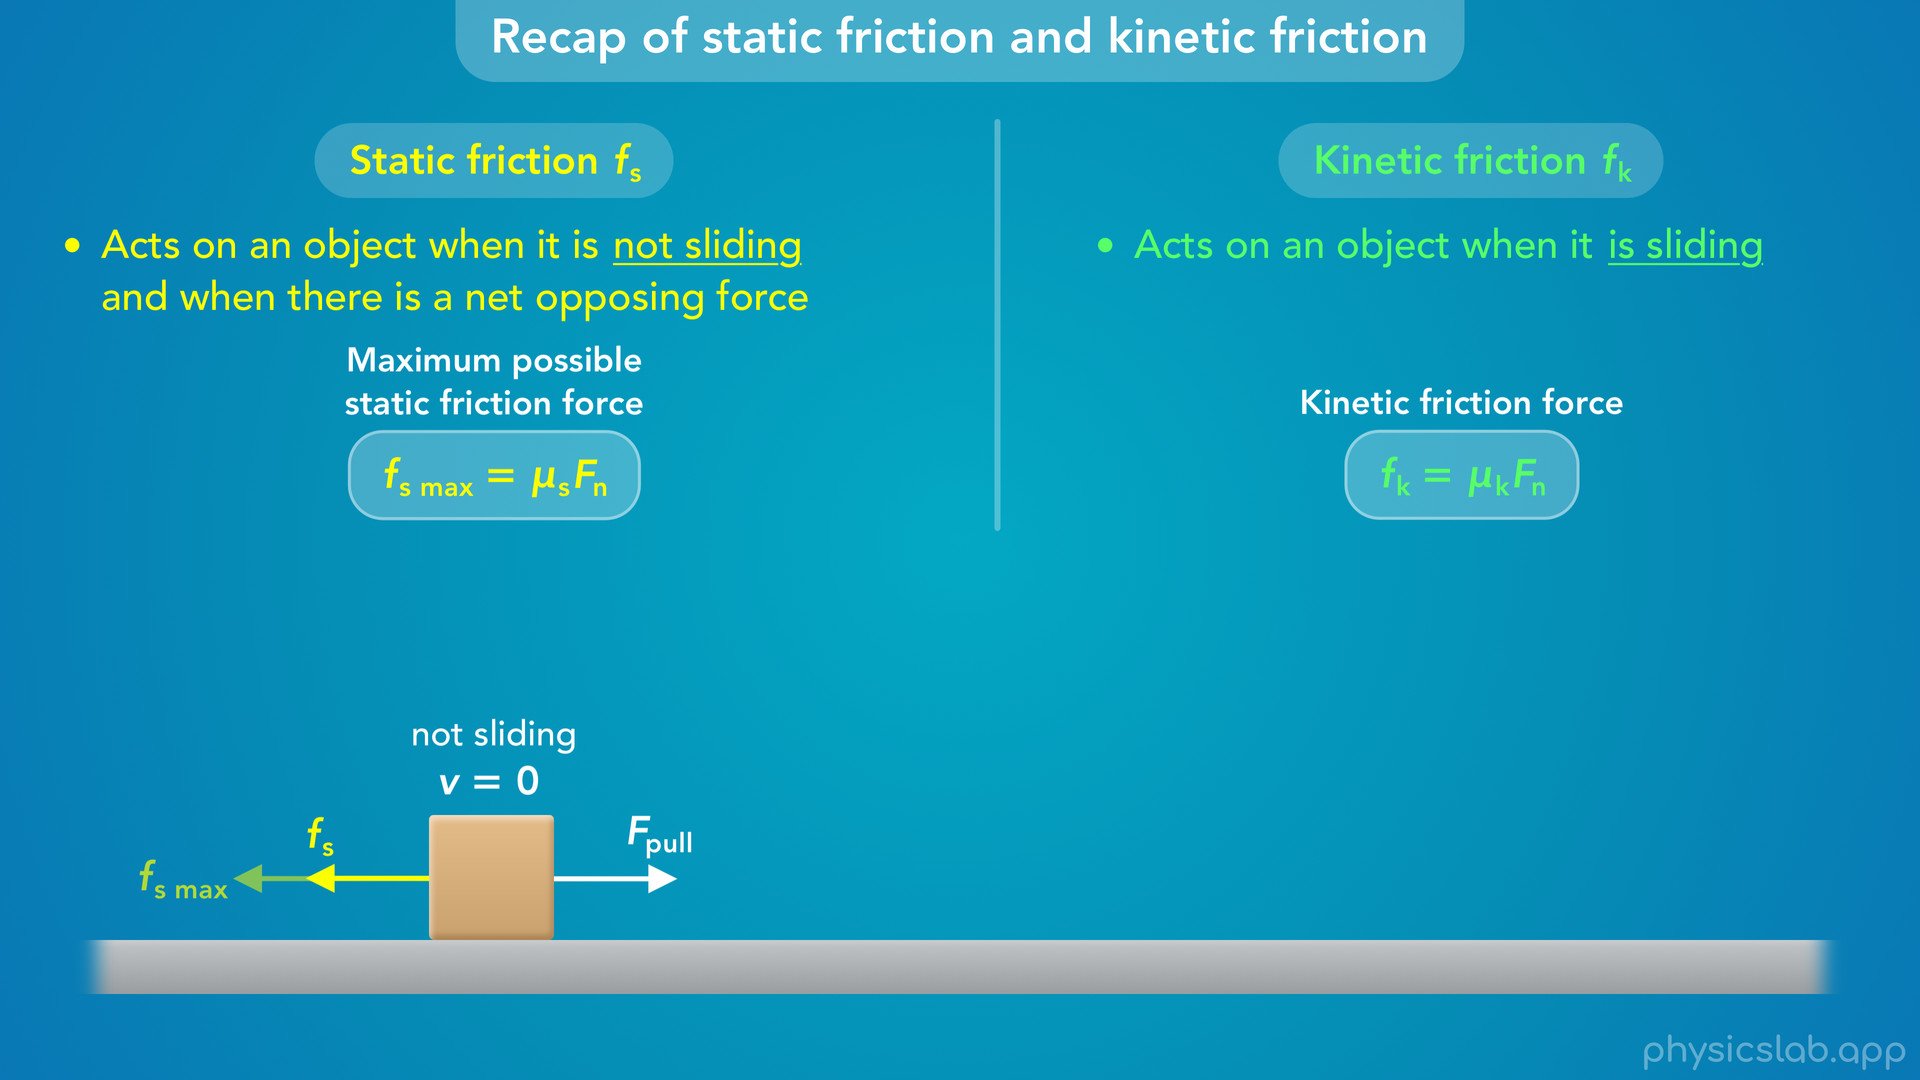 Recap of static friction and kinetic friction
Static friction fs
• Acts on an object when it is not sliding
and when there is a net opposing force
Maximum possible
static friction force
fs max = μsFn
Kinetic friction fk
• Acts on an object when it is sliding
Kinetic friction force
fk = μkFn
not sliding
v = 0
fs
Fpull
fs max
physicslab.app